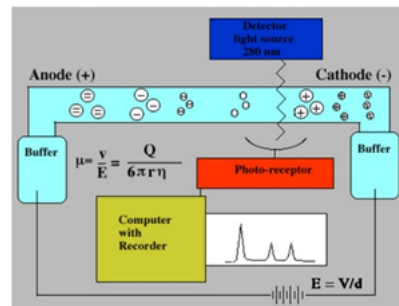 Detector
light source
280 nm
Anode (+)
Cathode (-)
Buffer
Buffer
μ= v/E = Q/6πrη
Photo-receptor
Computer
with
Recorder
E = V/d